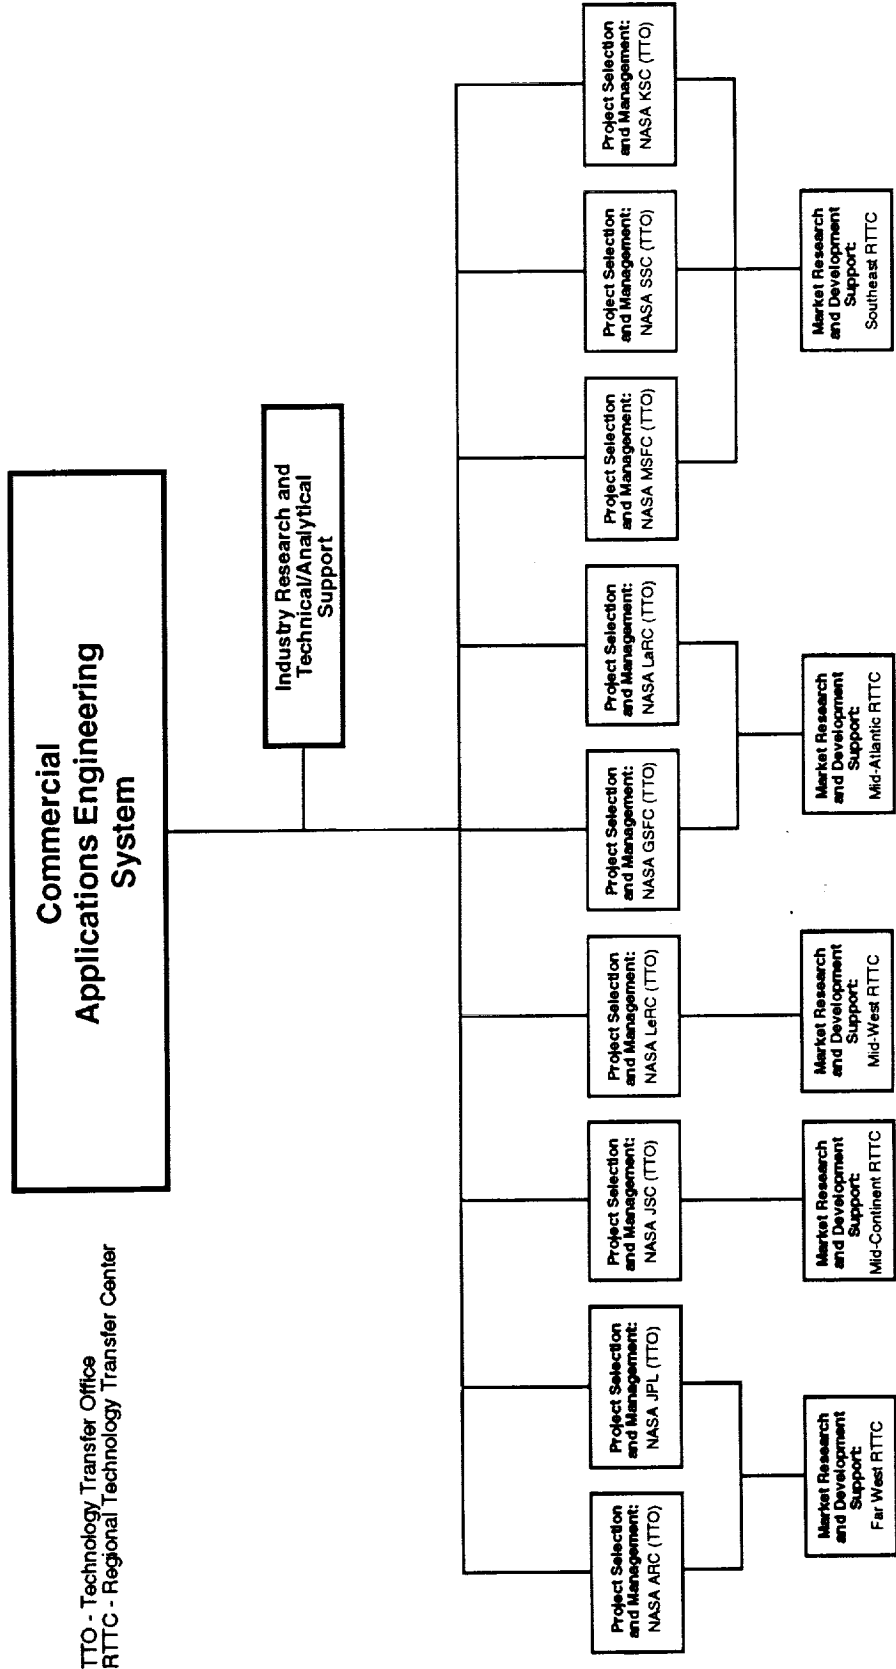 Commercial
Applications Engineering
System
TTO - Technology Transfer Office
RTTC - Regional Technology Transfer Center
Industry Research and
Technical/Analytical
Support
Project Selection
and Management:
NASA ARC (TTO)
Project Selection
and Management:
NASA JPL (TTO)
Project Selection
and Management:
NASA JSC (TTO)
Project Selection
and Management:
NASA LeRC (TTO)
Project Selection
and Management:
NASA GSFC (TTO)
Project Selection
and Management:
NASA LaRC (TTO)
Project Selection
and Management:
NASA MSFC (TTO)
Project Selection
and Management:
NASA SSC (TTO)
Project Selection
and Management:
NASA KSC (TTO)
Market Research
and Development
Support:
Far West RTTC
Market Research
and Development
Support:
Mid-Continent RTTC
Market Research
and Development
Support:
Mid-West RTTC
Market Research
and Development
Support:
Mid-Atlantic RTTC
Market Research
and Development
Support:
Southeast RTTC